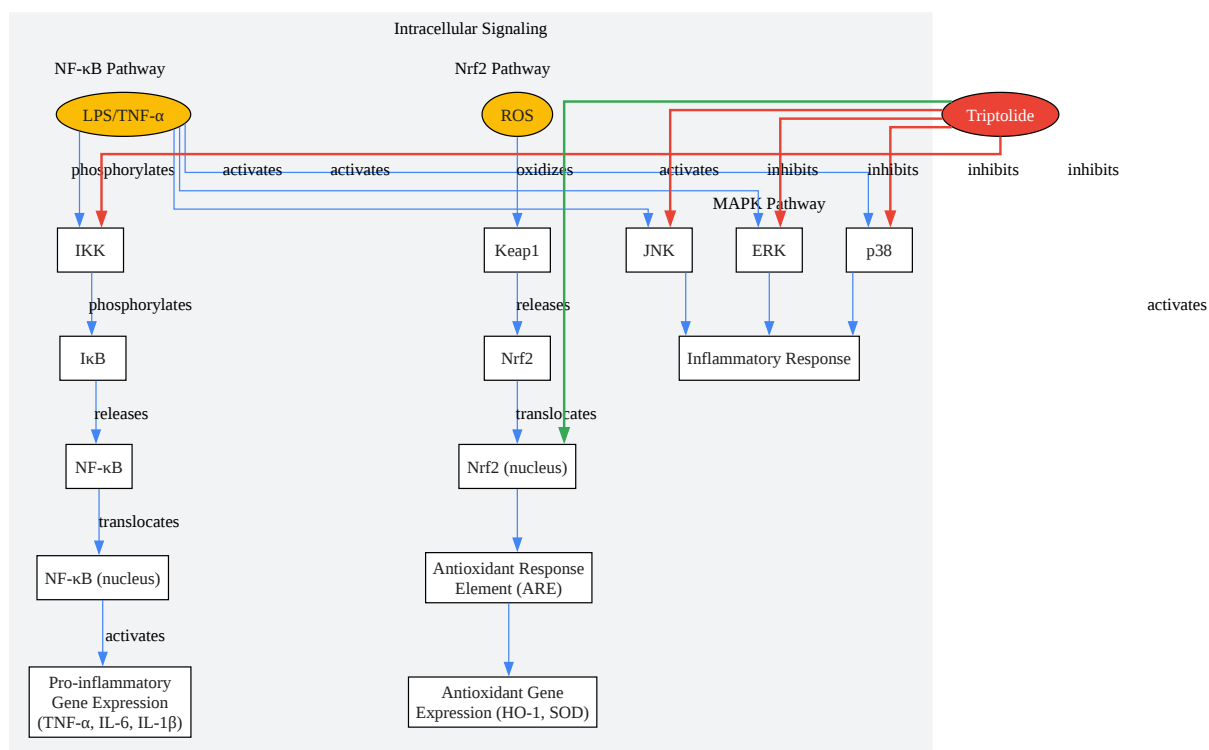 Intracellular Signaling
NF-κB Pathway
Nrf2 Pathway
LPS/TNF-α
ROS
Triptolide
phosphorylates
activates
activates
oxidizes
activates
inhibits
inhibits
inhibits
inhibits
MAPK Pathway
IKK
Keap1
JNK
ERK
p38
phosphorylates
releases
activates
IκB
Nrf2
Inflammatory Response
releases
translocates
NF-κB
Nrf2 (nucleus)
translocates
NF-κB (nucleus)
Antioxidant Response
Element (ARE)
activates
Pro-inflammatory
Gene Expression
(TNF-α, IL-6, IL-1β)
Antioxidant Gene
Expression (HO-1, SOD)